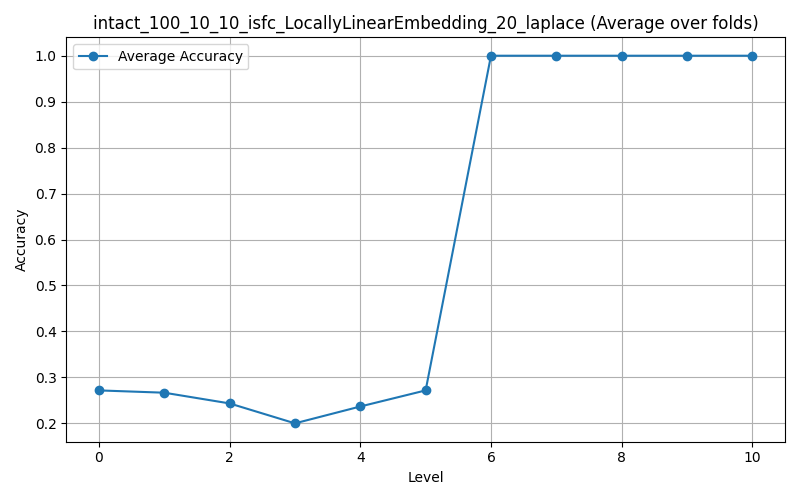 intact_100_10_10_isfc_LocallyLinearEmbedding_20_laplace (Average over folds)
Average Accuracy
1.0
0.9
0.8
0.7
0.6
0.5
0.4
0.3
0.2
Accuracy
0 2 4 6 8 10
Level